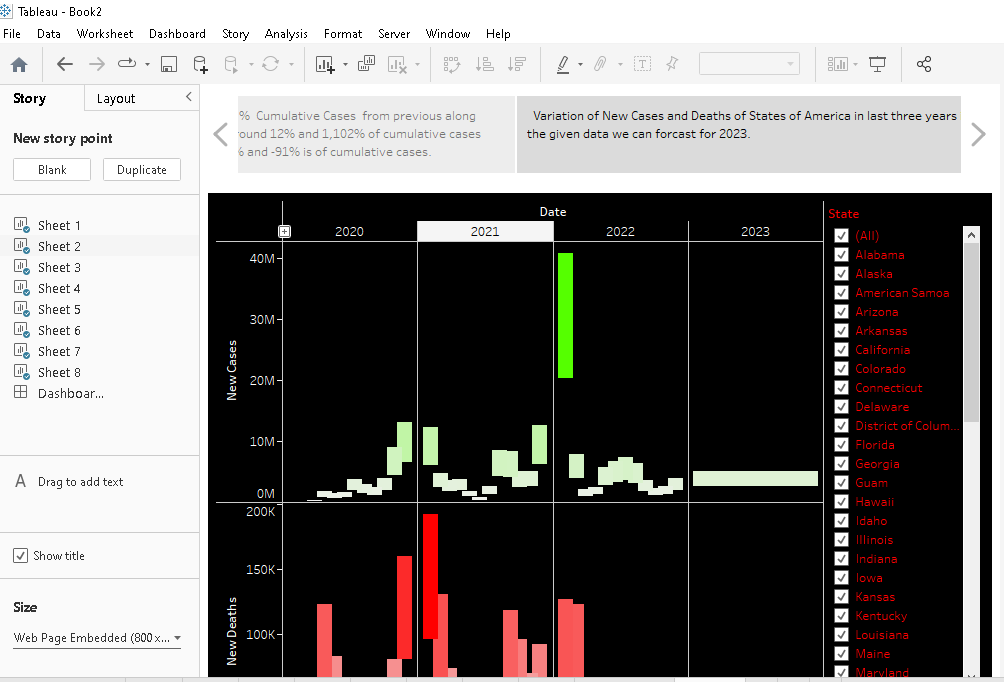 Tableau - Book2
File Data Worksheet Dashboard Story Analysis Format Server Window Help
Story Layout
New story point
Blank Duplicate
Sheet 1
Sheet 2
Sheet 3
Sheet 4
Sheet 5
Sheet 6
Sheet 7
Sheet 8
Dashboar...
A Drag to add text
Show title
Size
Web Page Embedded (800 x...
% Cumulative Cases from previous along
ound 12% and 1,102% of cumulative cases
% and -91% is of cumulative cases.
Variation of New Cases and Deaths of States of America in last three years
the given data we can forcast for 2023.
Date
2020 2021 2022 2023
New Cases
40M
30M
20M
10M
0M
New Deaths
200K
150K
100K
State
(All)
Alabama
Alaska
American Samoa
Arizona
Arkansas
California
Colorado
Connecticut
Delaware
District of Colum...
Florida
Georgia
Guam
Hawaii
Idaho
Illinois
Indiana
Iowa
Kansas
Kentucky
Louisiana
Maine
Maryland